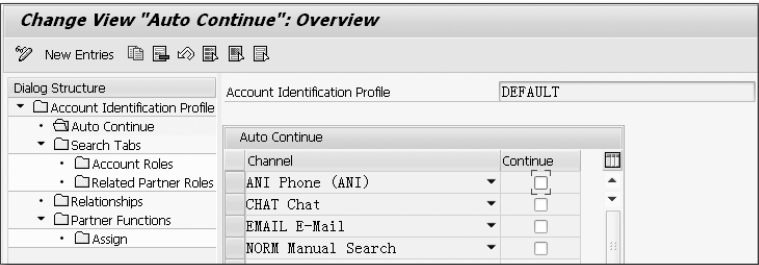 Change View "Auto Continue": Overview
New Entries
Dialog Structure
Account Identification Profile
Auto Continue
Search Tabs
Account Roles
Related Partner Roles
Relationships
Partner Functions
Assign
Account Identification Profile DEFAULT
Auto Continue
Channel Continue
ANI Phone (ANI)
CHAT Chat
EMAIL E-Mail
NORM Manual Search